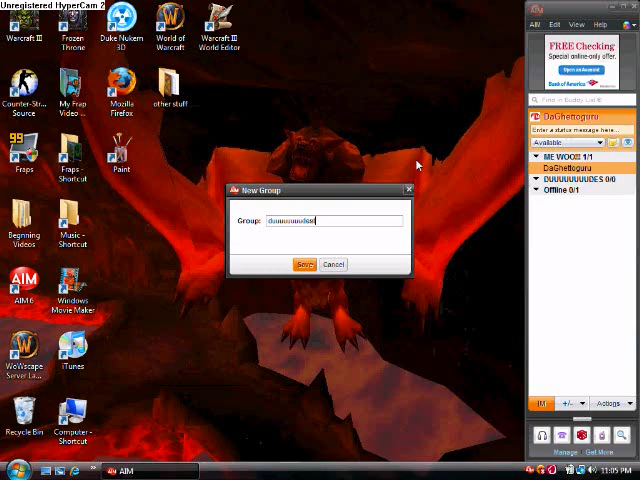 Unregistered HyperCam 2
Warcraft III
Frozen Throne
Duke Nukem 3D
World of Warcraft
Warcraft III World Editor
Counter-Str... Source
My Frap Video ...
Mozilla Firefox
other stuff
99
Fraps
Fraps - Shortcut
Paint
Begnning Videos
Music - Shortcut
AIM
AIM 6
Windows Movie Maker
WoWscape Server La...
iTunes
Recycle Bin
Computer - Shortcut
New Group
Group:
Save
Cancel
AIM Edit View Help
FREE Checking
Special online-only offer.
Open an Account
Bank of America
Find in Buddy List
DaGhettoguru
Enter a status message here...
Available
ME WOO!!! 1/1
DaGhettoguru
Offline 0/1
IM
+/-
Actions
Manage
Get More
AIM
11:05 PM